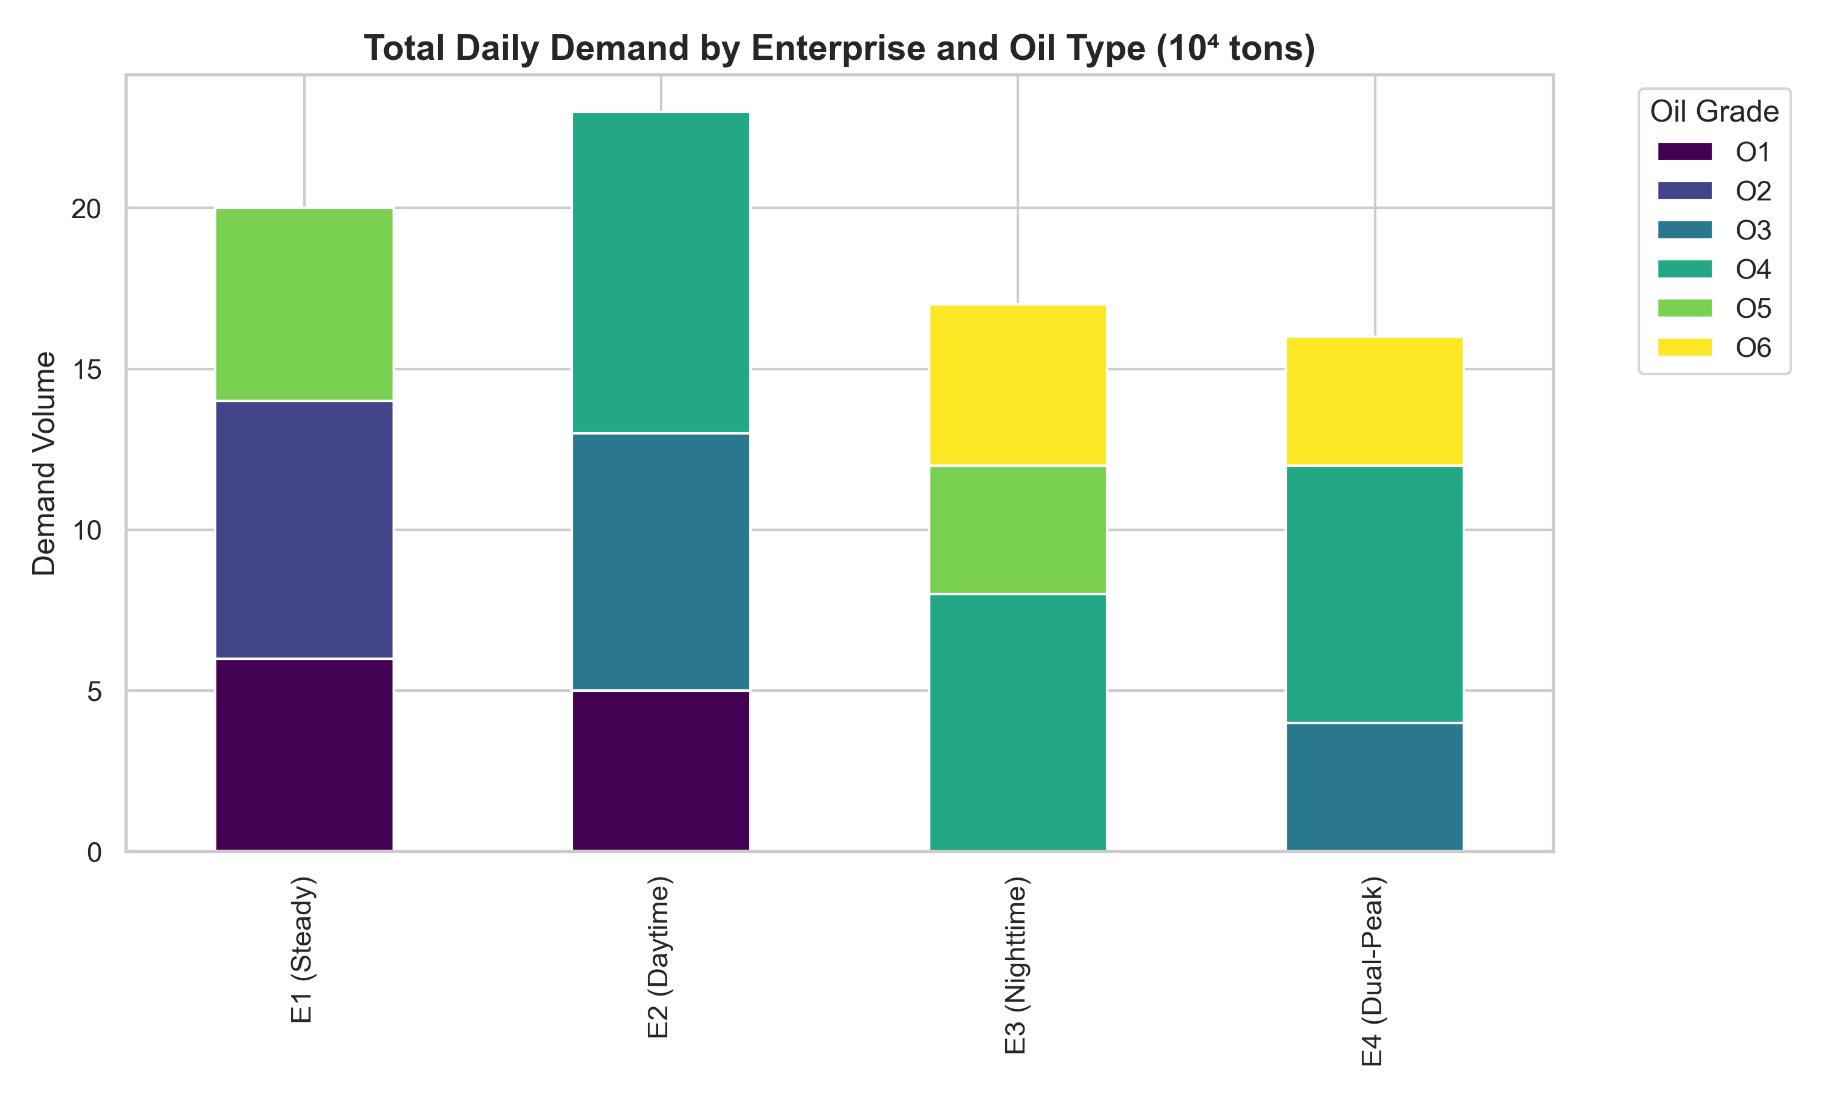 Total Daily Demand by Enterprise and Oil Type (10⁴ tons)
Demand Volume
20
15
10
5
0
E1 (Steady)
E2 (Daytime)
E3 (Nighttime)
E4 (Dual-Peak)
Oil Grade
O1
O2
O3
O4
O5
O6